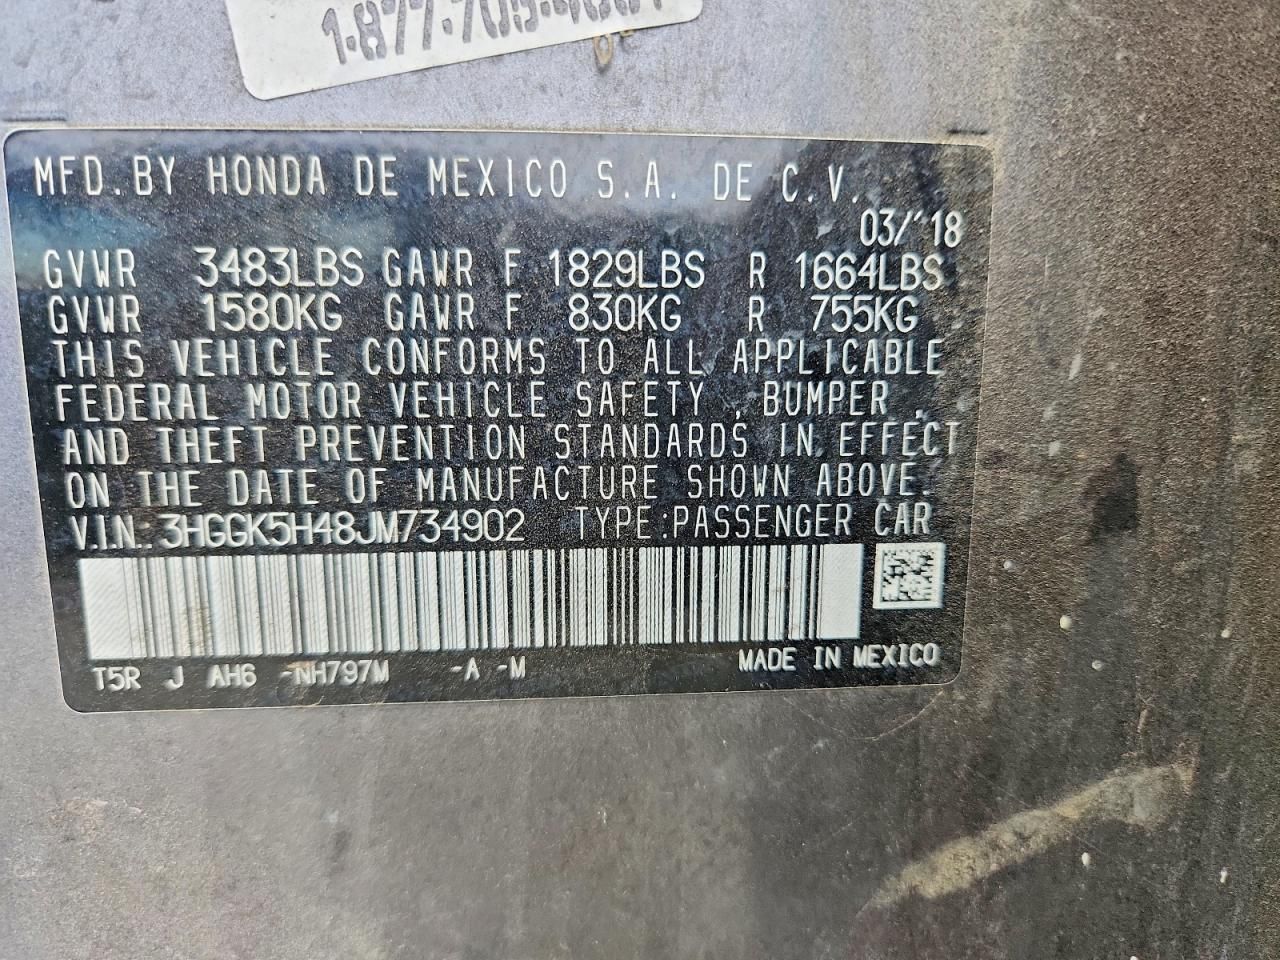 MFD. BY HONDA DE MEXICO S.A. DE C.V.
03/'18
GVWR 3483LBS GAWR F 1829LBS R 1664LBS
GVWR 1580KG GAWR F 830KG R 755KG
THIS VEHICLE CONFORMS TO ALL APPLICABLE
FEDERAL MOTOR VEHICLE SAFETY , BUMPER ,
AND THEFT PREVENTION STANDARDS IN EFFECT
ON THE DATE OF MANUFACTURE SHOWN ABOVE.
V.I.N.: 3HGGK5H48JM734902 TYPE:PASSENGER CAR
T5R J AH6 -NH797M -A -M MADE IN MEXICO